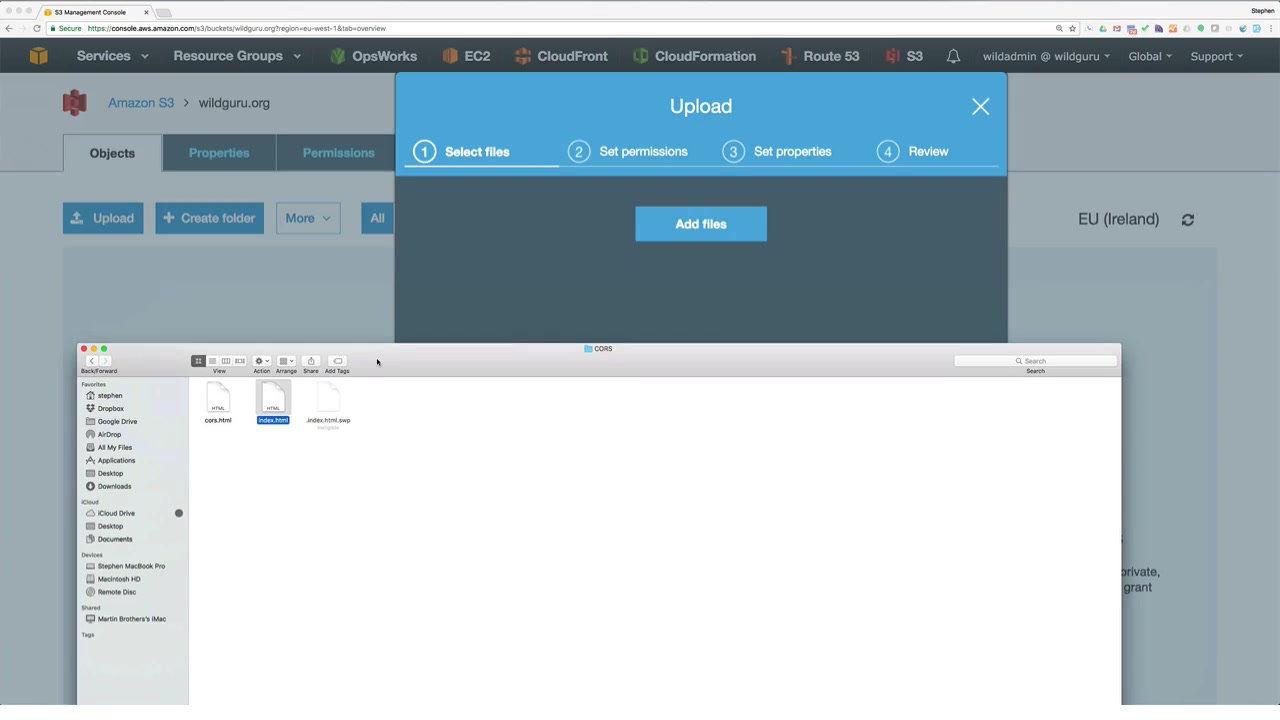 S3 Management Console
Stephen
Secure https://console.aws.amazon.com/s3/buckets/wildguru.org?region=eu-west-1&tab=overview
Services Resource Groups OpsWorks EC2 CloudFront CloudFormation Route 53 S3 wildadmin @ wildguru Global Support
Amazon S3 > wildguru.org
Upload
Objects Properties Permissions
1 Select files 2 Set permissions 3 Set properties 4 Review
Upload + Create folder More All
Add files
EU (Ireland)
CORS
Back/Forward View Action Arrange Share Add Tags Search
Search
Favorites
stephen
Dropbox
Google Drive
AirDrop
All My Files
Applications
Desktop
Downloads
iCloud
iCloud Drive
Desktop
Documents
Devices
Stephen MacBook Pro
Macintosh HD
Remote Disc
Shared
Martin Brothers's iMac
Tags
HTML HTML
cors.html index.html .index.html.swp
private,
grant